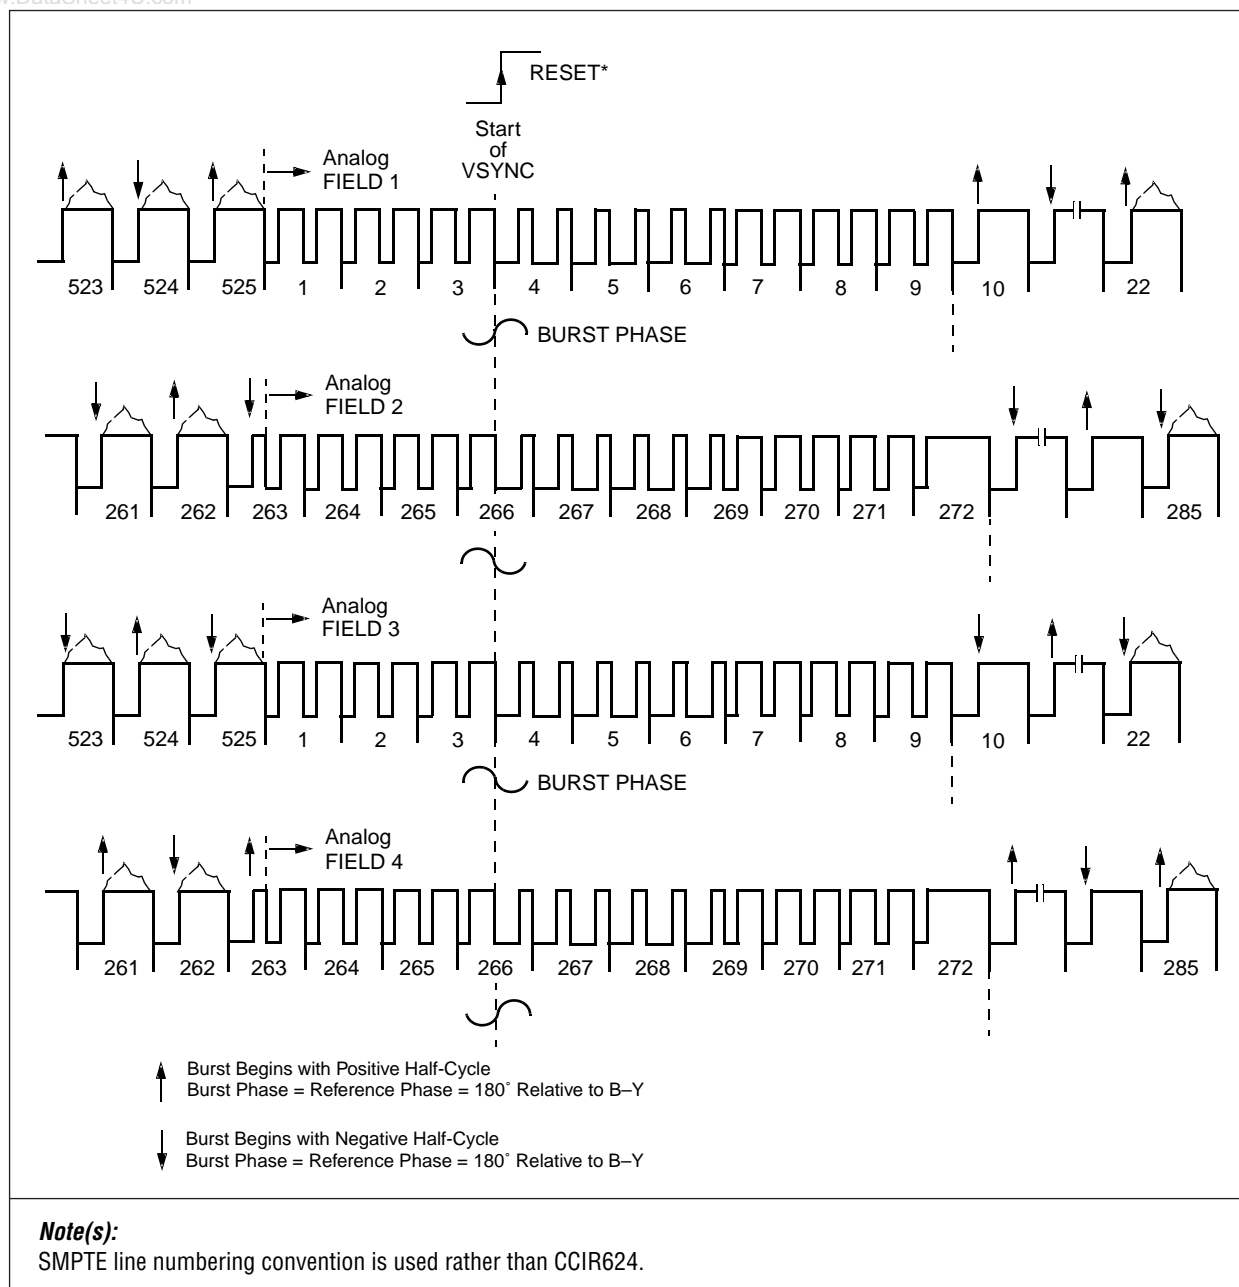 RESET*
Start
of
VSYNC
Analog
FIELD 1
523 524 525 1 2 3 4 5 6 7 8 9 10 22
BURST PHASE
Analog
FIELD 2
261 262 263 264 265 266 267 268 269 270 271 272 285
Analog
FIELD 3
523 524 525 1 2 3 4 5 6 7 8 9 10 22
BURST PHASE
Analog
FIELD 4
261 262 263 264 265 266 267 268 269 270 271 272 285
Burst Begins with Positive Half-Cycle
Burst Phase = Reference Phase = 180° Relative to B–Y
Burst Begins with Negative Half-Cycle
Burst Phase = Reference Phase = 180° Relative to B–Y
Note(s):
SMPTE line numbering convention is used rather than CCIR624.